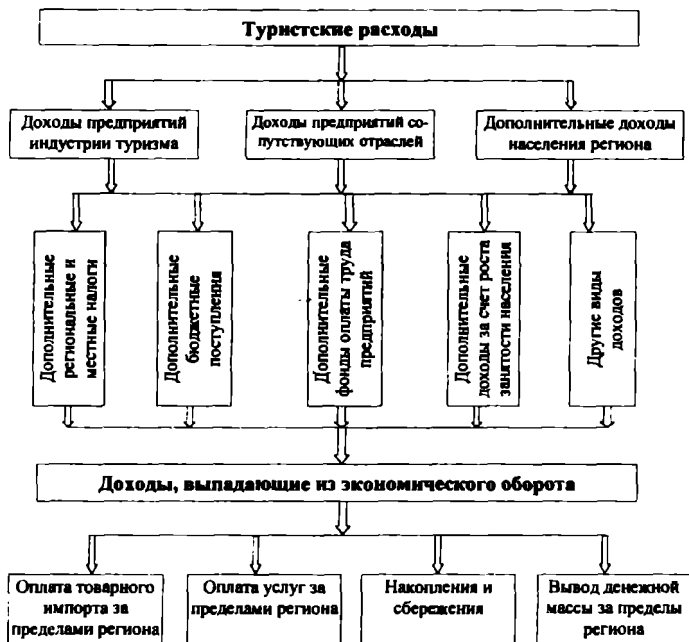 Туристские расходы
Доходы предприятий
индустрии туризма
Доходы предприятий со-
путствующих отраслей
Дополнительные доходы
населения региона
Дополнительные
региональные и
местные налоги
Дополнительные
бюджетные
поступления
Дополнительные
фонды оплаты труда
предприятий
Дополнительные
доходы за счет роста
занятости населения
Другие виды
доходов
Доходы, выпадающие из экономического оборота
Оплата товарного
импорта за
пределами региона
Оплата услуг за
пределами региона
Накопления и
сбережения
Вывод денежной
массы за пределы
региона